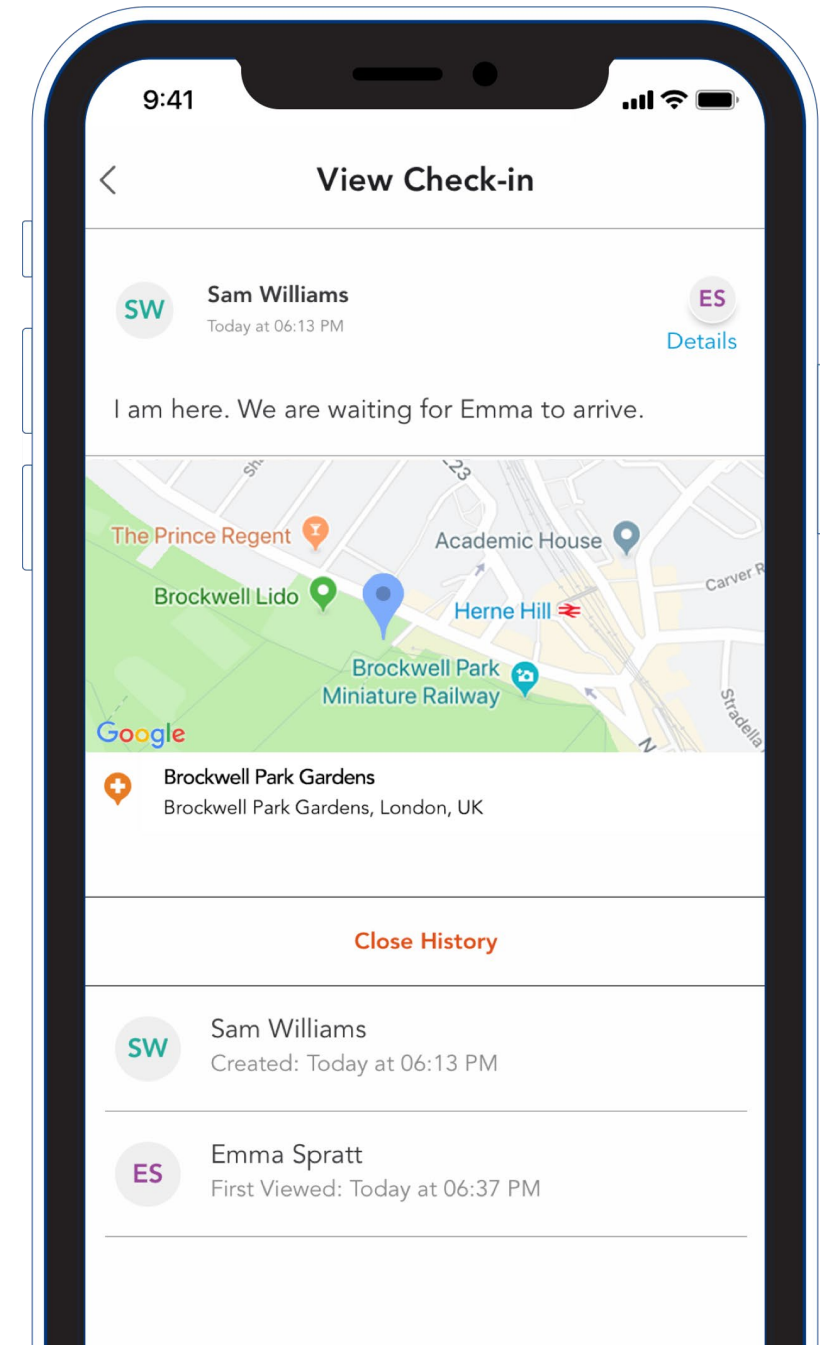 9:41
View Check-in
SW
Sam Williams
Today at 06:13 PM
ES
Details
I am here. We are waiting for Emma to arrive.
23
The Prince Regent
Academic House
Brockwell Lido
Carver R
Herne Hill
Brockwell Park
Miniature Railway
Stradella
Google
N
Brockwell Park Gardens
Brockwell Park Gardens, London, UK
Close History
SW
Sam Williams
Created: Today at 06:13 PM
ES
Emma Spratt
First Viewed: Today at 06:37 PM